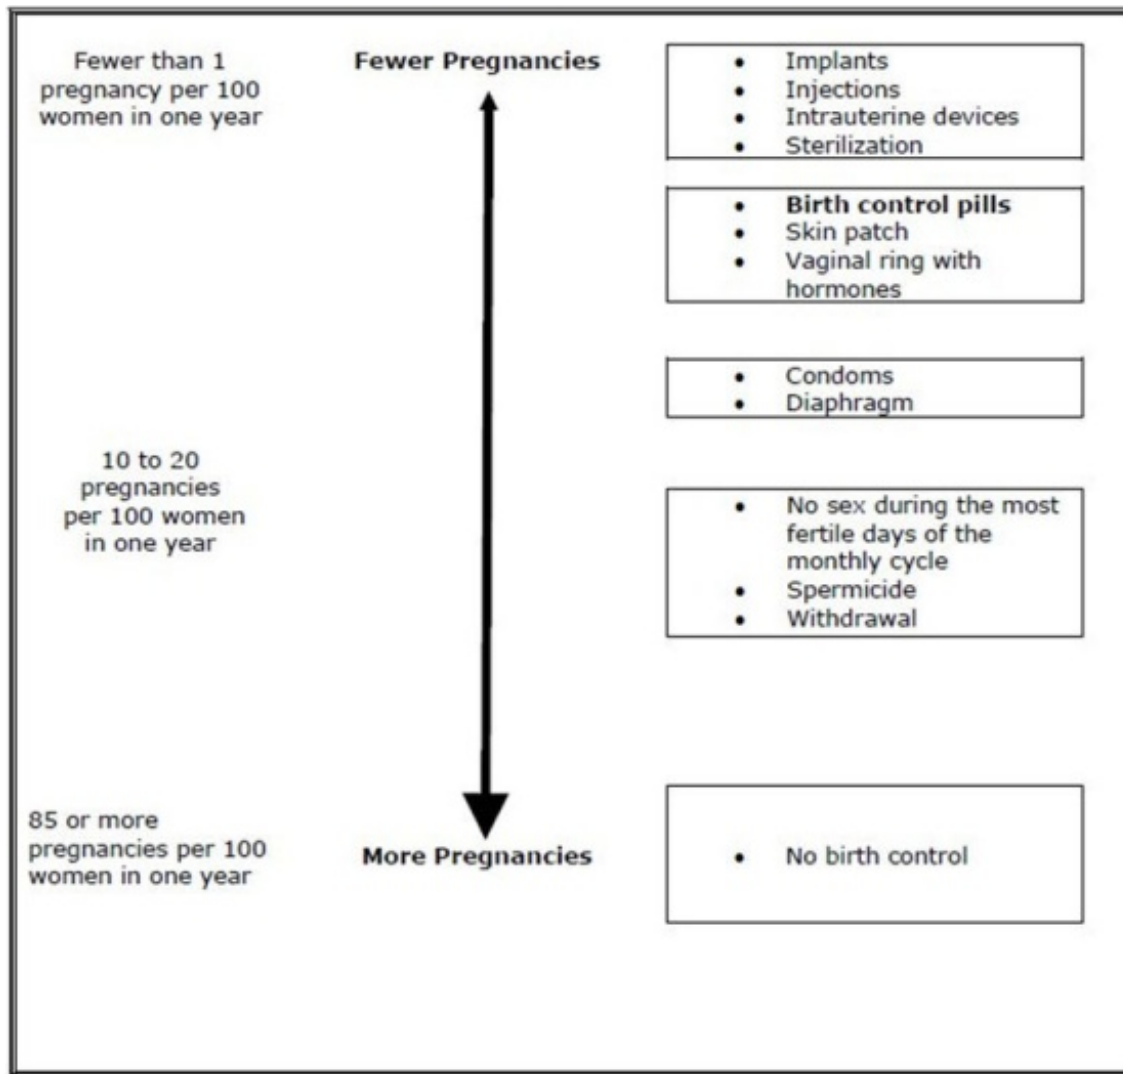 Fewer than 1
pregnancy per 100
women in one year
Fewer Pregnancies
• Implants
• Injections
• Intrauterine devices
• Sterilization
• Birth control pills
• Skin patch
• Vaginal ring with
hormones
• Condoms
• Diaphragm
10 to 20
pregnancies
per 100 women
in one year
• No sex during the most
fertile days of the
monthly cycle
• Spermicide
• Withdrawal
85 or more
pregnancies per 100
women in one year
More Pregnancies
• No birth control